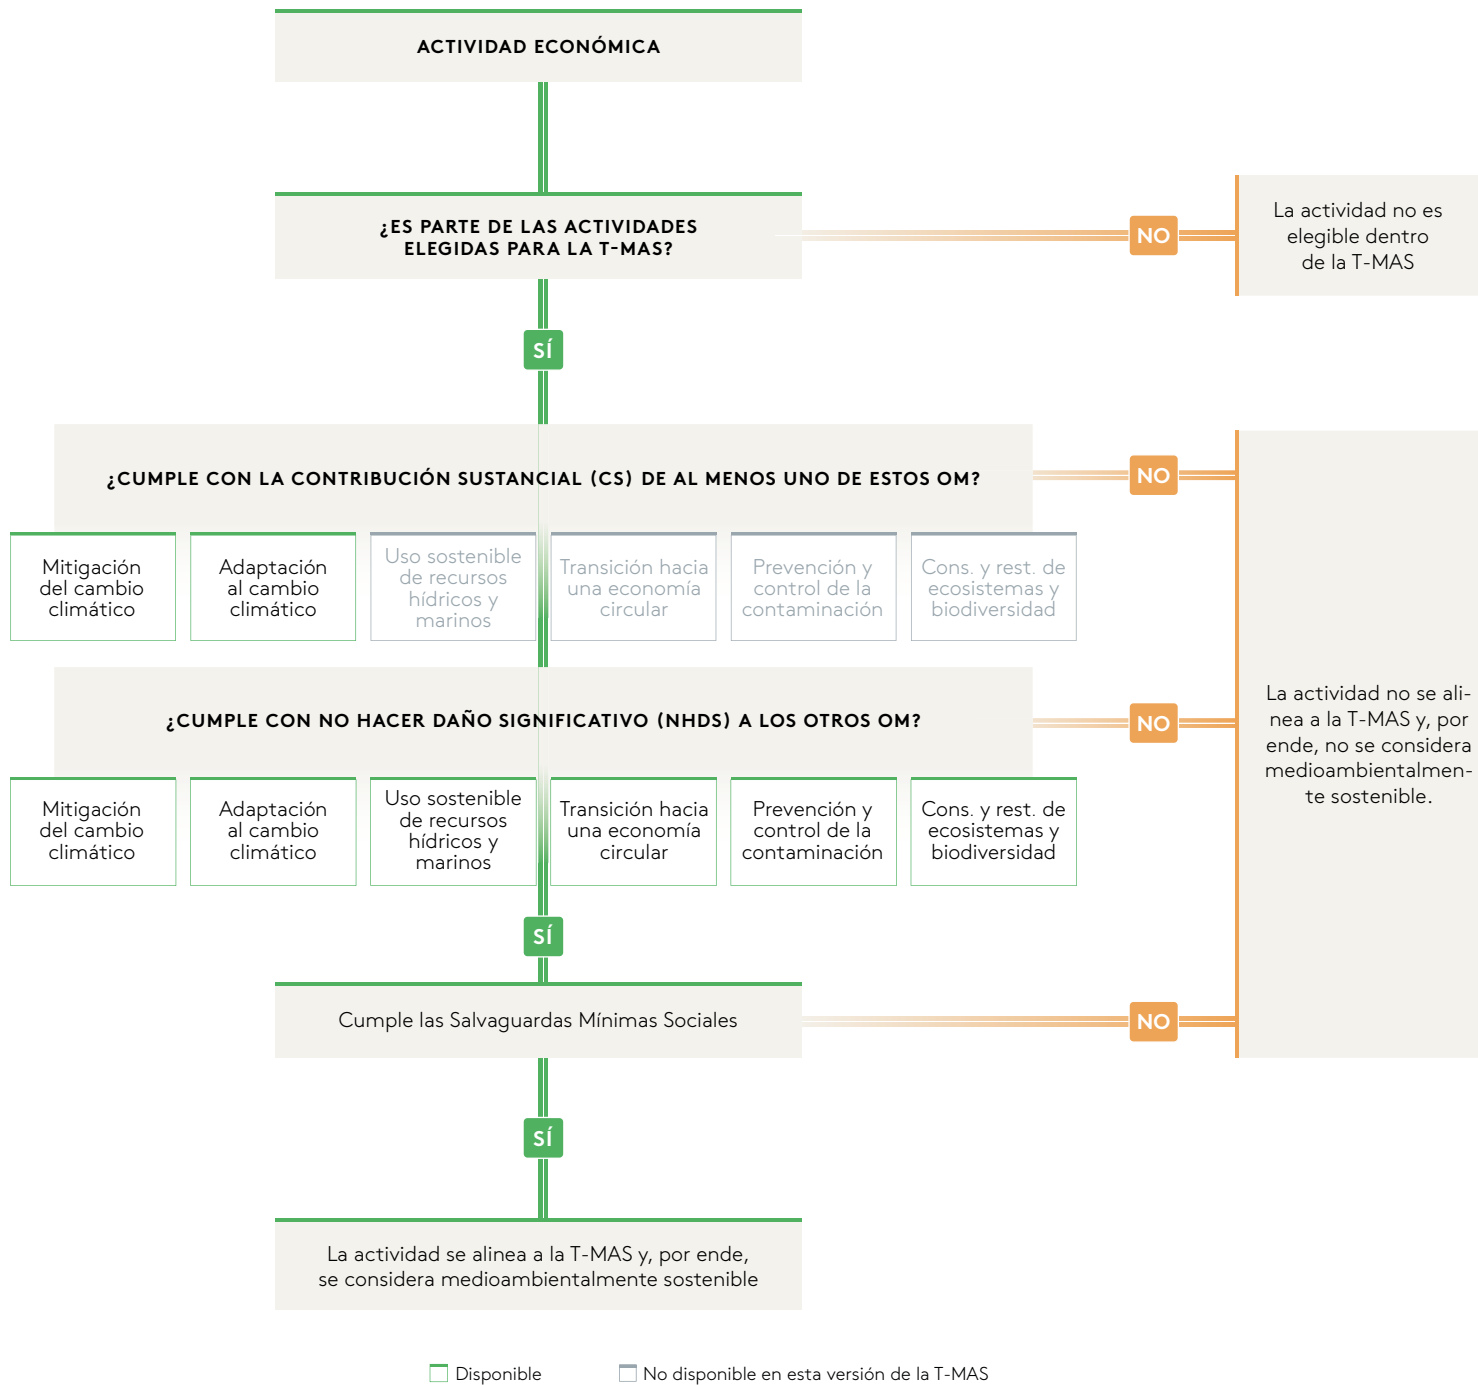 ACTIVIDAD ECONÓMICA
¿ES PARTE DE LAS ACTIVIDADES
ELEGIDAS PARA LA T-MAS?
NO
La actividad no es
elegible dentro
de la T-MAS
SÍ
¿CUMPLE CON LA CONTRIBUCIÓN SUSTANCIAL (CS) DE AL MENOS UNO DE ESTOS OM?
NO
Mitigación
del cambio
climático
Adaptación
al cambio
climático
Uso sostenible
de recursos
hídricos y
marinos
Transición hacia
una economía
circular
Prevención y
control de la
contaminación
Cons. y rest. de
ecosistemas y
biodiversidad
¿CUMPLE CON NO HACER DAÑO SIGNIFICATIVO (NHDS) A LOS OTROS OM?
NO
La actividad no se ali-
nea a la T-MAS y, por
ende, no se considera
medioambientalmen-
te sostenible.
Mitigación
del cambio
climático
Adaptación
al cambio
climático
Uso sostenible
de recursos
hídricos y
marinos
Transición hacia
una economía
circular
Prevención y
control de la
contaminación
Cons. y rest. de
ecosistemas y
biodiversidad
SÍ
Cumple las Salvaguardas Mínimas Sociales
NO
SÍ
La actividad se alinea a la T-MAS y, por ende,
se considera medioambientalmente sostenible
Disponible
No disponible en esta versión de la T-MAS